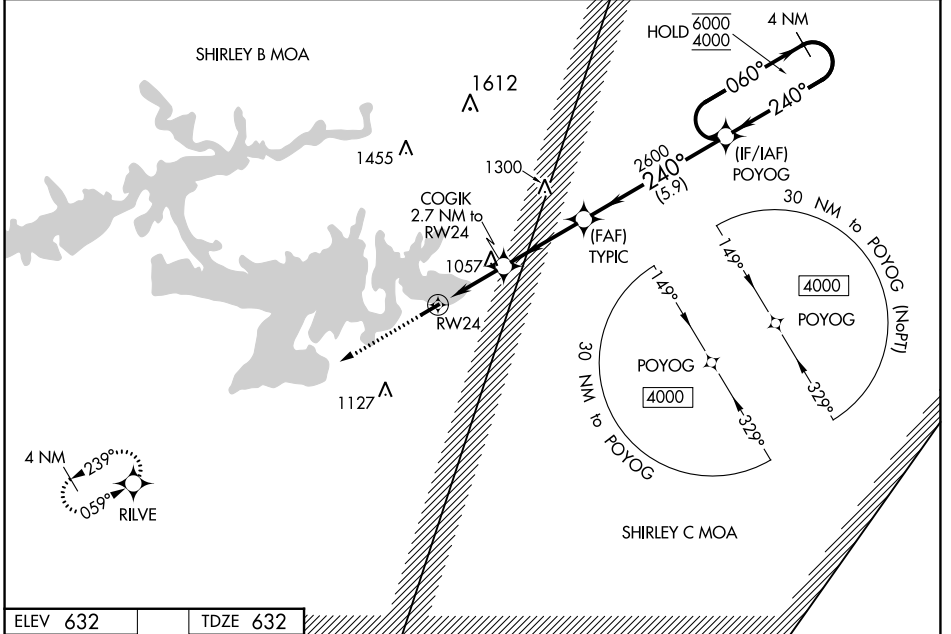 SHIRLEY B MOA
HOLD 6000
4000
4 NM
060°
240°
1612
1455
1300
2600
240°
(5.9)
(IF/IAF)
POYOG
COGIK
2.7 NM to
RW24
1057
(FAF)
TYPIC
30 NM to POYOG (NoPT)
149°
4000
POYOG
329°
149°
POYOG
4000
329°
30 NM to POYOG
RW24
1127
4 NM
239°
059°
RILVE
SHIRLEY C MOA
ELEV 632
TDZE 632